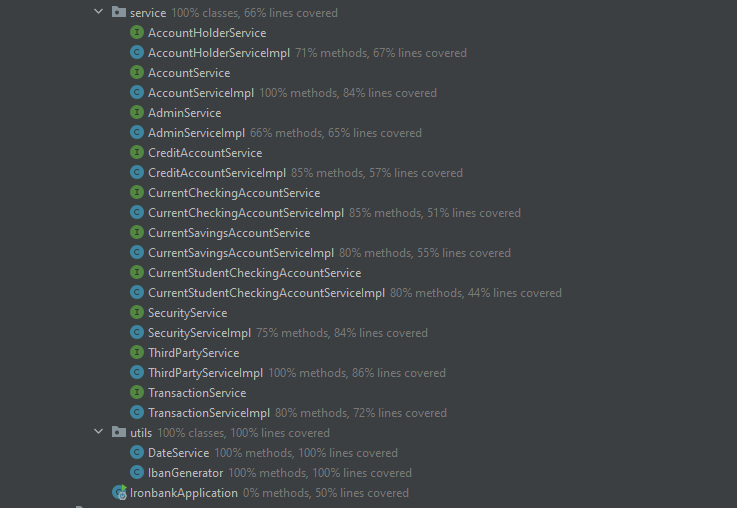 service 100% classes, 66% lines covered
AccountHolderService
AccountHolderServiceImpl 71% methods, 67% lines covered
AccountService
AccountServiceImpl 100% methods, 84% lines covered
AdminService
AdminServiceImpl 66% methods, 65% lines covered
CreditAccountService
CreditAccountServiceImpl 85% methods, 57% lines covered
CurrentCheckingAccountService
CurrentCheckingAccountServiceImpl 85% methods, 51% lines covered
CurrentSavingsAccountService
CurrentSavingsAccountServiceImpl 80% methods, 55% lines covered
CurrentStudentCheckingAccountService
CurrentStudentCheckingAccountServiceImpl 80% methods, 44% lines covered
SecurityService
SecurityServiceImpl 75% methods, 84% lines covered
ThirdPartyService
ThirdPartyServiceImpl 100% methods, 86% lines covered
TransactionService
TransactionServiceImpl 80% methods, 72% lines covered
utils 100% classes, 100% lines covered
DateService 100% methods, 100% lines covered
IbanGenerator 100% methods, 100% lines covered
IronbankApplication 0% methods, 50% lines covered